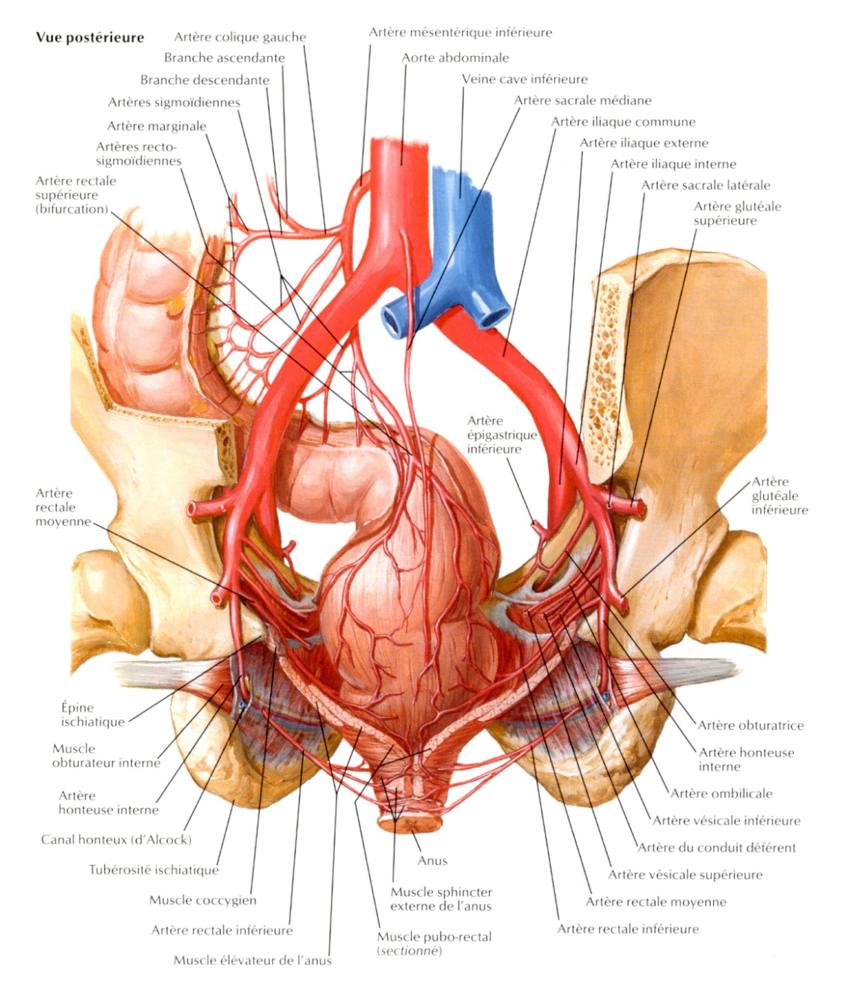 Vue postérieure
Artère colique gauche
Artère mésentérique inférieure
Branche ascendante
Aorte abdominale
Branche descendante
Veine cave inférieure
Artères sigmoïdiennes
Artère sacrale médiane
Artère marginale
Artère iliaque commune
Artères recto-
sigmoïdiennes
Artère iliaque externe
Artère iliaque interne
Artère rectale
supérieure
(bifurcation)
Artère sacrale latérale
Artère glutéale
supérieure
Artère
épigastrique
inférieure
Artère
rectale
moyenne
Artère
glutéale
inférieure
Épine
ischiatique
Muscle
obturateur interne
Artère
honteuse interne
Canal honteux (d'Alcock)
Tubérosité ischiatique
Muscle coccygien
Artère rectale inférieure
Muscle élévateur de l'anus
Anus
Muscle sphincter
externe de l'anus
Muscle pubo-rectal
(sectionné)
Artère obturatrice
Artère honteuse
interne
Artère ombilicale
Artère vésicale inférieure
Artère du conduit déférent
Artère vésicale supérieure
Artère rectale moyenne
Artère rectale inférieure